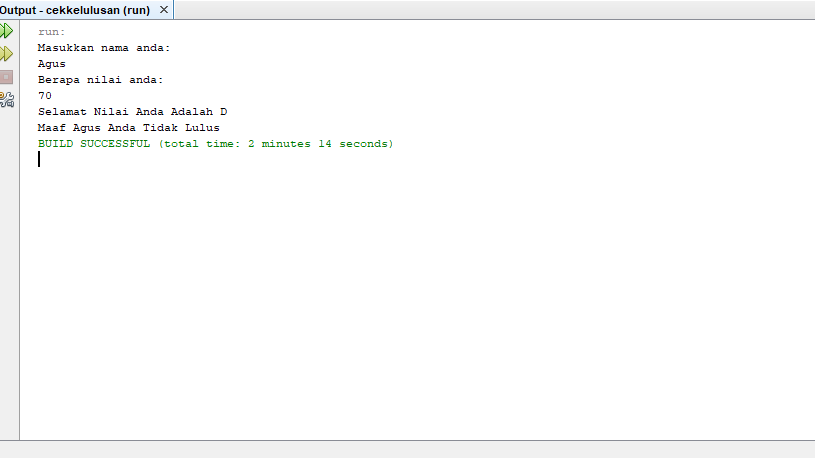 Output - cekkelulusan (run)
run:
Masukkan nama anda:
Agus
Berapa nilai anda:
70
Selamat Nilai Anda Adalah D
Maaf Agus Anda Tidak Lulus
BUILD SUCCESSFUL (total time: 2 minutes 14 seconds)